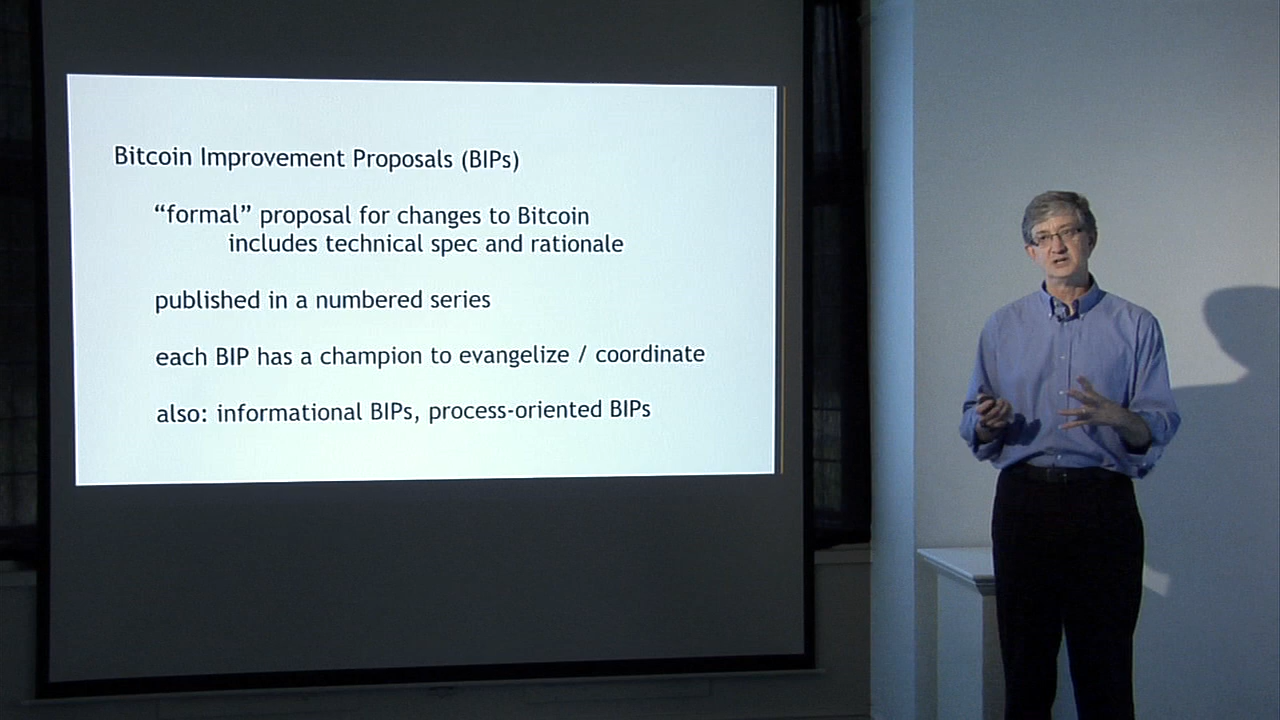 Bitcoin Improvement Proposals (BIPs)
“formal” proposal for changes to Bitcoin
includes technical spec and rationale
published in a numbered series
each BIP has a champion to evangelize / coordinate
also: informational BIPs, process-oriented BIPs